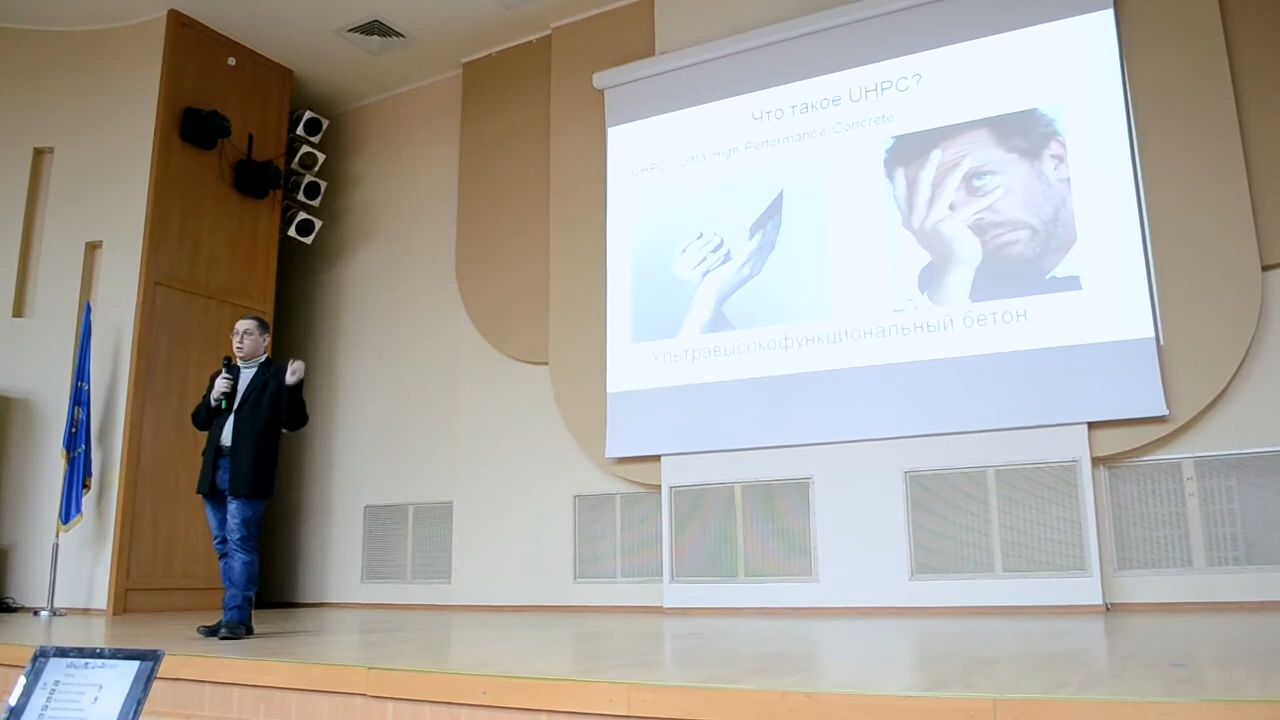 Что такое UHPC?
UHPC - Ultra High Performance Concrete
Ультравысокофункциональный бетон